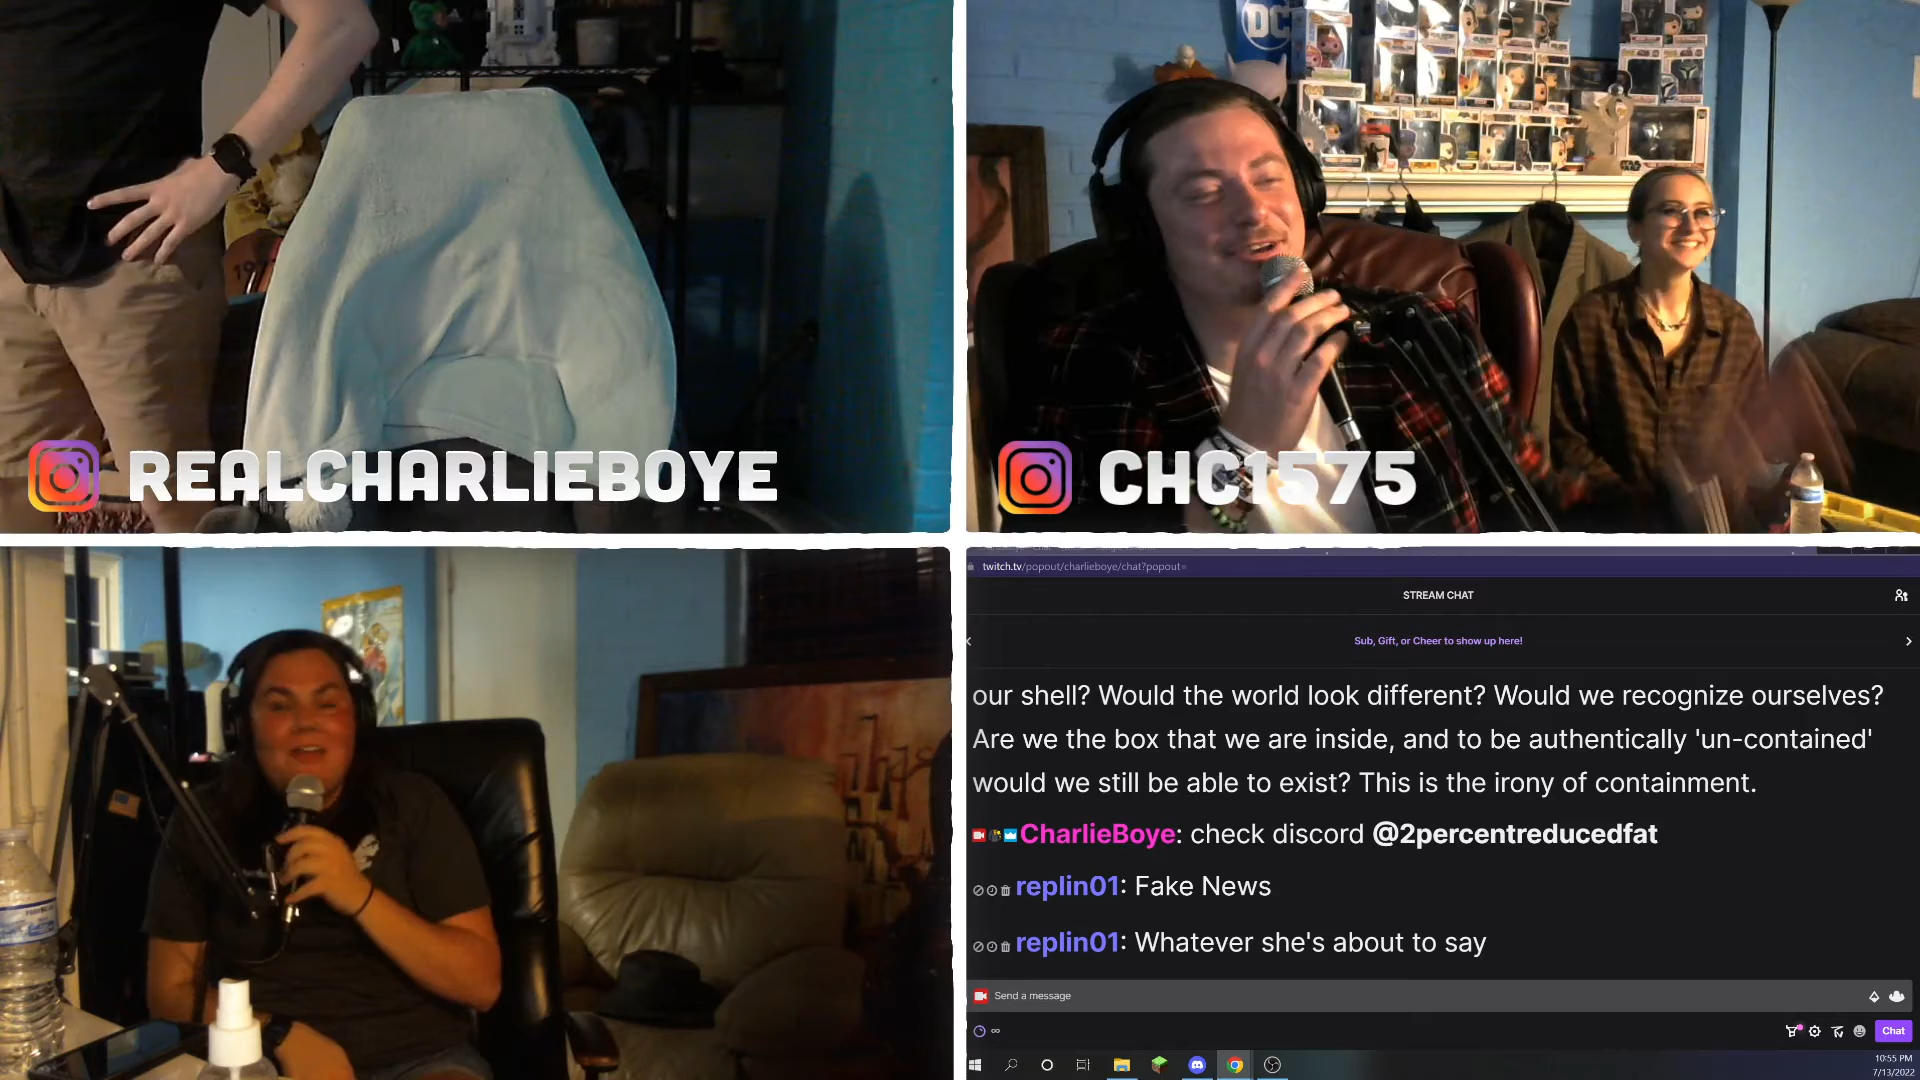 DC
REALCHARLIEBOYE
CHC1575
twitch.tv/popout/charlieboye/chat?popout=
STREAM CHAT
Sub, Gift, or Cheer to show up here!
our shell? Would the world look different? Would we recognize ourselves?
Are we the box that we are inside, and to be authentically 'un-contained'
would we still be able to exist? This is the irony of containment.
CharlieBoye: check discord @2percentreducedfat
replin01: Fake News
replin01: Whatever she's about to say
Send a message
Chat
10:55 PM
7/13/2022